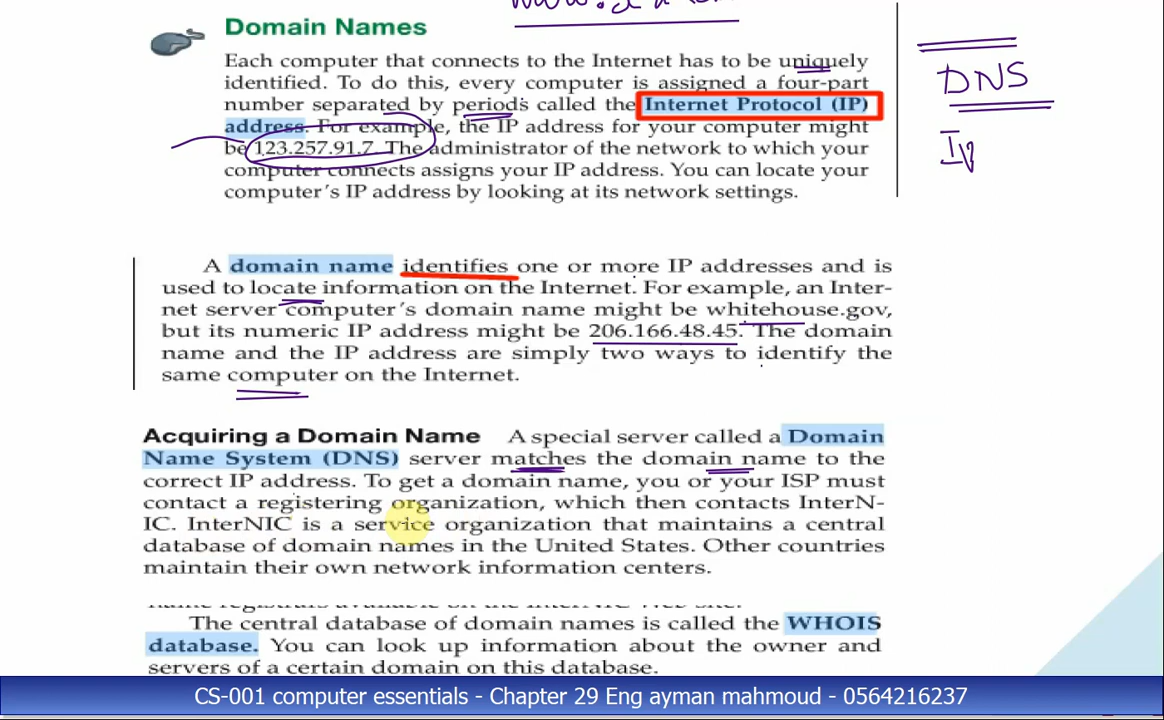 Domain Names
Each computer that connects to the Internet has to be uniquely
identified. To do this, every computer is assigned a four-part
number separated by periods called the Internet Protocol (IP)
address. For example, the IP address for your computer might
be 123.257.91.7. The administrator of the network to which your
computer connects assigns your IP address. You can locate your
computer's IP address by looking at its network settings.
DNS
IP
A domain name identifies one or more IP addresses and is
used to locate information on the Internet. For example, an Inter-
net server computer's domain name might be whitehouse.gov,
but its numeric IP address might be 206.166.48.45. The domain
name and the IP address are simply two ways to identify the
same computer on the Internet.
Acquiring a Domain Name A special server called a Domain
Name System (DNS) server matches the domain name to the
correct IP address. To get a domain name, you or your ISP must
contact a registering organization, which then contacts InterN-
IC. InterNIC is a service organization that maintains a central
database of domain names in the United States. Other countries
maintain their own network information centers.
The central database of domain names is called the WHOIS
database. You can look up information about the owner and
servers of a certain domain on this database.
CS-001 computer essentials - Chapter 29 Eng ayman mahmoud - 0564216237